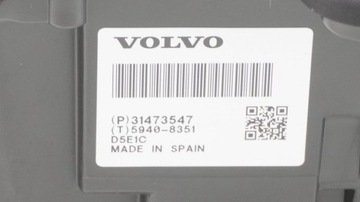 VOLVO
(P)31473547
(T)5940-8351
D5E1C
MADE IN SPAIN